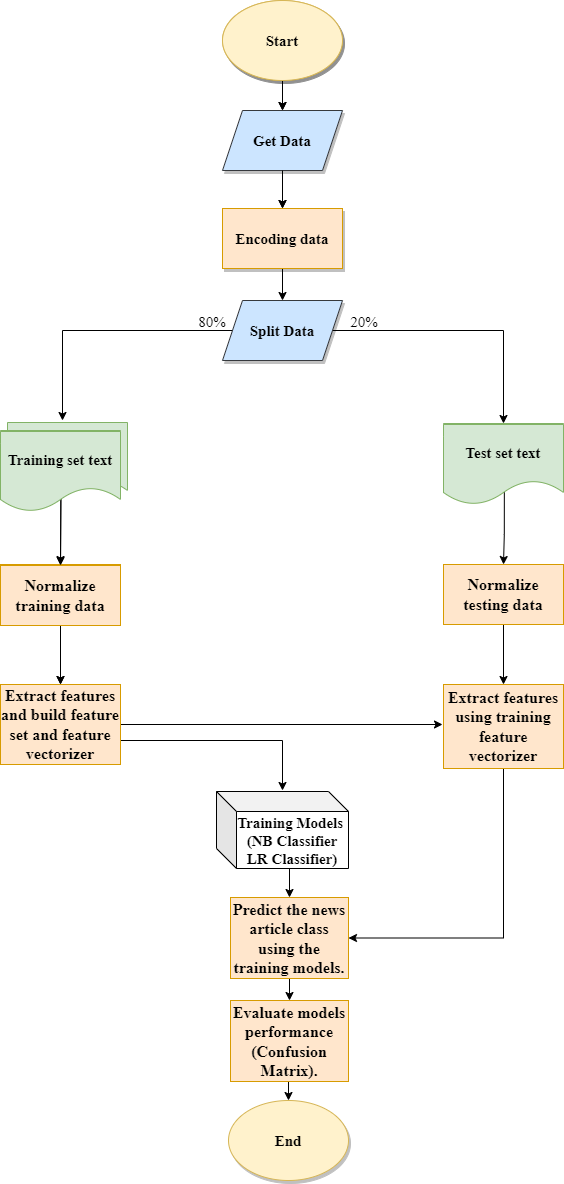 Start
Get Data
Encoding data
Split Data
80%
20%
Training set text
Test set text
Normalize
training data
Normalize
testing data
Extract features
and build feature
set and feature
vectorizer
Extract features
using training
feature
vectorizer
Training Models
(NB Classifier
LR Classifier)
Predict the news
article class
using the
training models.
Evaluate models
performance
(Confusion
Matrix).
End